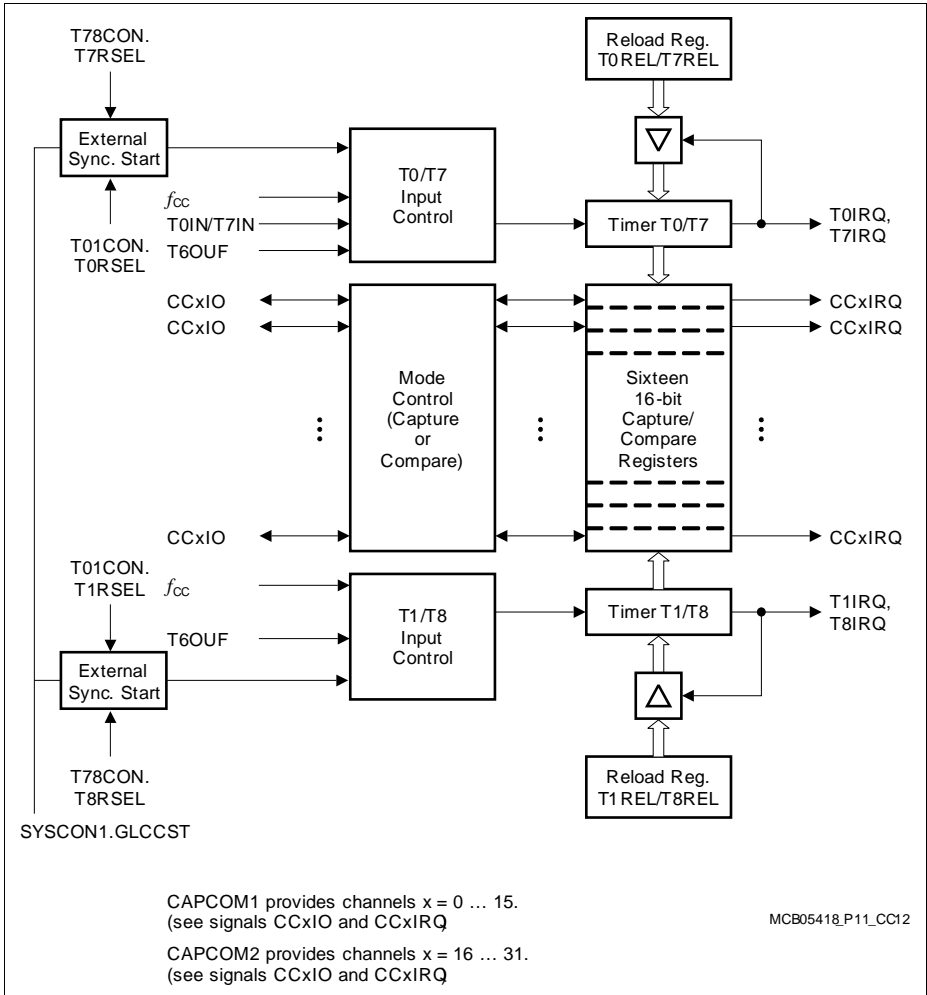 T78CON.
T7RSEL
Reload Reg.
T0REL/T7REL
External
Sync. Start
T0/T7
Input
Control
fCC
T0IN/T7IN
T6OUF
Timer T0/T7
T0IRQ,
T7IRQ
T01CON.
T0RSEL
CCxIO
CCxIO
Mode
Control
(Capture
or
Compare)
Sixteen
16-bit
Capture/
Compare
Registers
CCxIRQ
CCxIRQ
CCxIO
CCxIRQ
T01CON.
T1RSEL
fCC
T6OUF
T1/T8
Input
Control
Timer T1/T8
T1IRQ,
T8IRQ
External
Sync. Start
T78CON.
T8RSEL
Reload Reg.
T1REL/T8REL
SYSCON1.GLCCST
CAPCOM1 provides channels x = 0 … 15.
(see signals CCxIO and CCxIRQ)
MCB05418_P11_CC12
CAPCOM2 provides channels x = 16 … 31.
(see signals CCxIO and CCxIRQ)